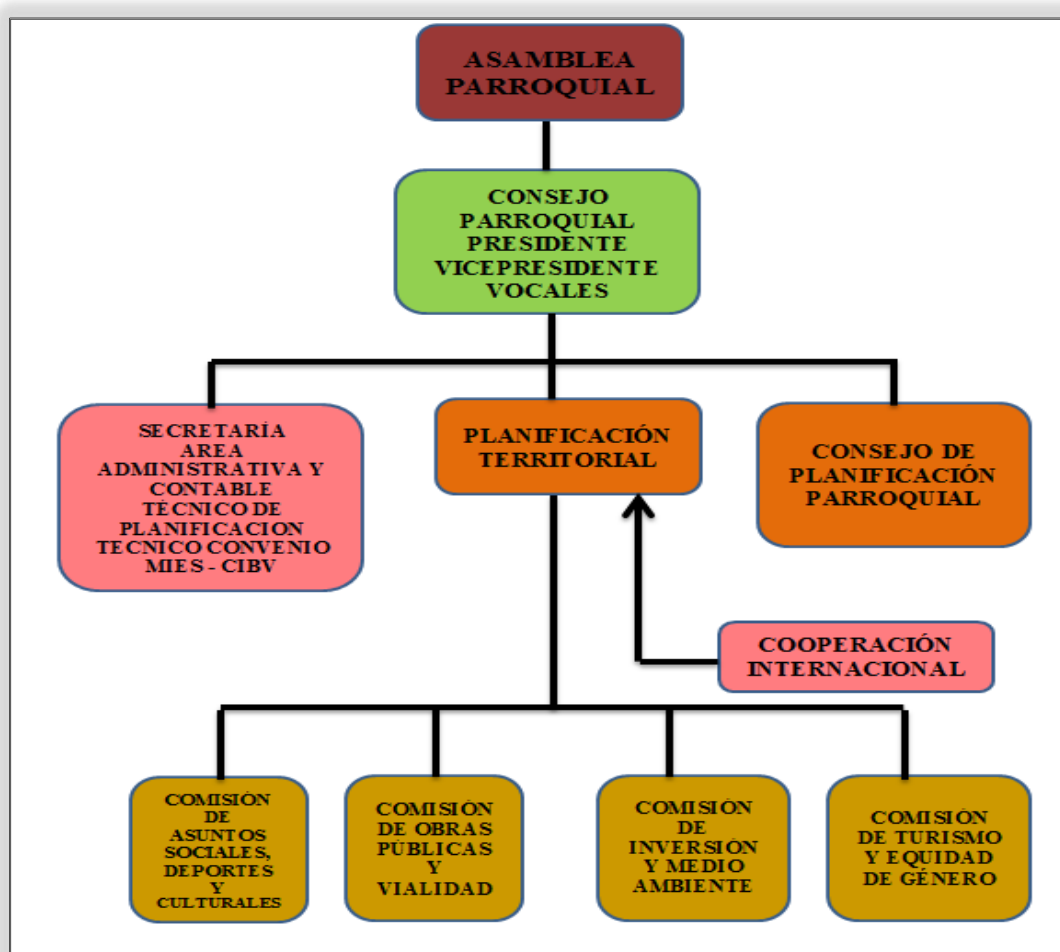 ASAMBLEA
PARROQUIAL
CONSEJO
PARROQUIAL
PRESIDENTE
VICEPRESIDENTE
VOCALES
SECRETARÍA
AREA
ADMINISTRATIVA Y
CONTABLE
TÉCNICO DE
PLANIFICACION
TECNICO CONVENIO
MIES - CIBV
PLANIFICACIÓN
TERRITORIAL
CONSEJO DE
PLANIFICACIÓN
PARROQUIAL
COOPERACIÓN
INTERNACIONAL
COMISIÓN
DE
ASUNTOS
SOCIALES,
DEPORTES
Y
CULTURALES
COMISIÓN
DE OBRAS
PÚBLICAS
Y
VIALIDAD
COMISIÓN
DE
INVERSIÓN
Y MEDIO
AMBIENTE
COMISIÓN
DE TURISMO
Y EQUIDAD
DE GÉNERO